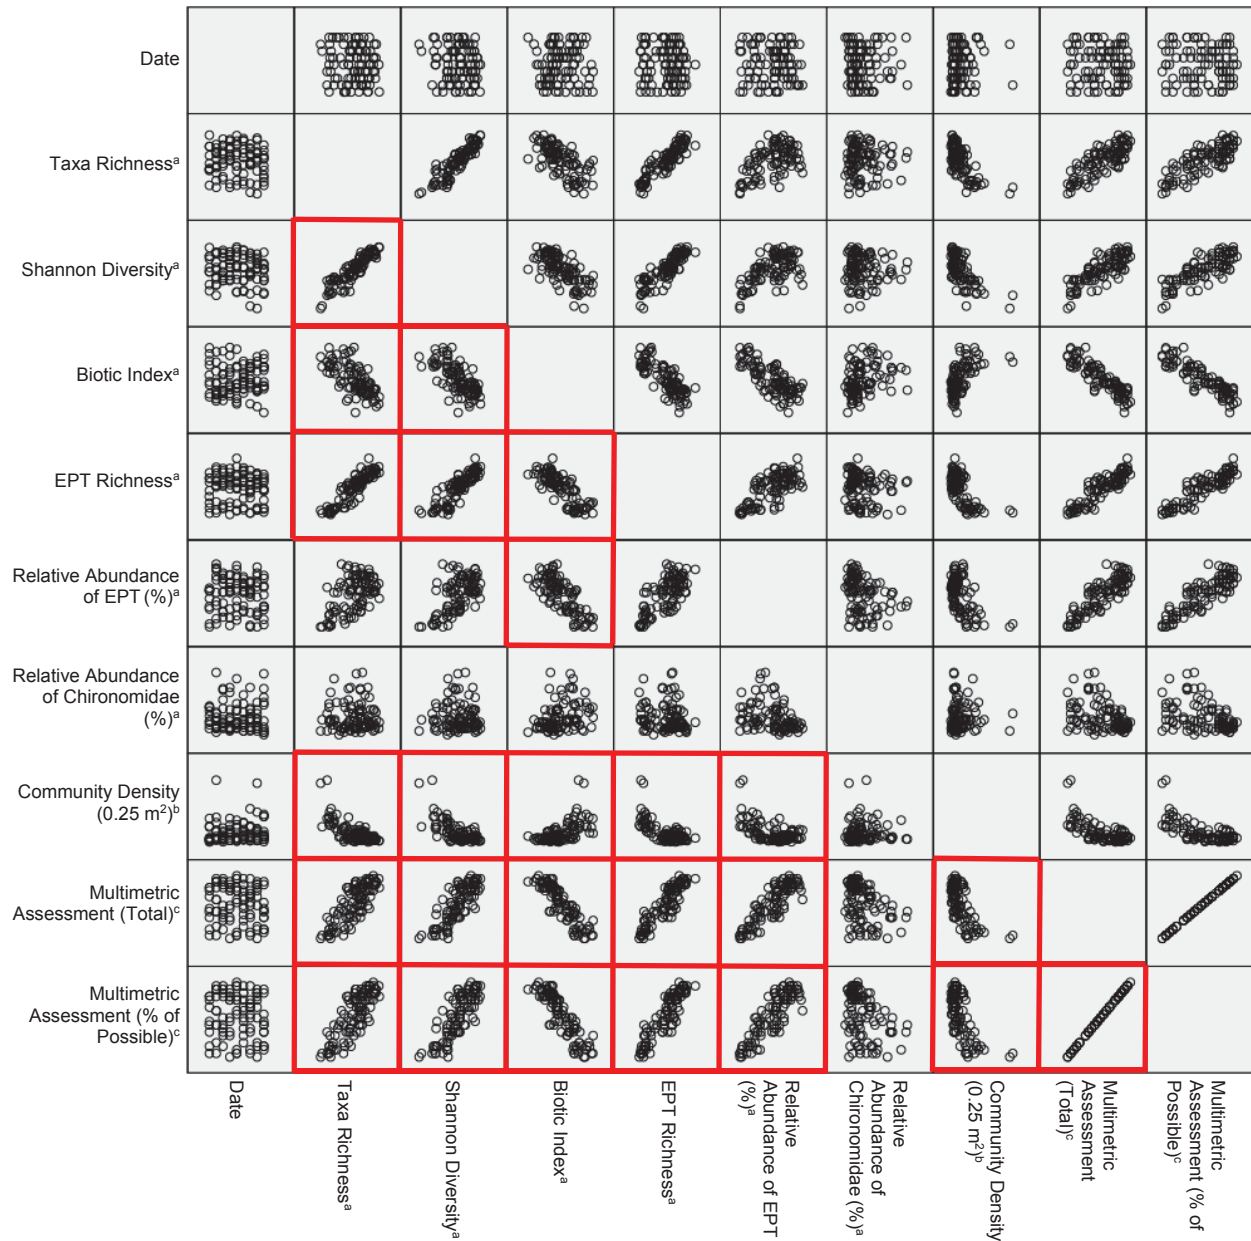 Date
Taxa Richnessᵃ
Shannon Diversityᵃ
Biotic Indexᵃ
EPT Richnessᵃ
Relative Abundance
of EPT (%)ᵃ
Relative Abundance
of Chironomidae
(%)ᵃ
Community Density
(0.25 m²)ᵇ
Multimetric
Assessment (Total)ᶜ
Multimetric
Assessment (% of
Possible)ᶜ
Date
Taxa Richnessᵃ
Shannon Diversityᵃ
Biotic Indexᵃ
EPT Richnessᵃ
Relative
Abundance of EPT
(%)ᵃ
Relative
Abundance of
Chironomidae (%)ᵃ
Community Density
(0.25 m²)ᵇ
Multimetric
Assessment
(Total)ᶜ
Multimetric
Assessment (% of
Possible)ᶜ